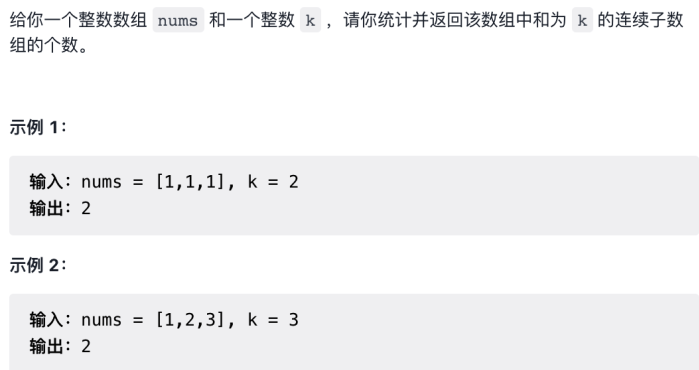 给你一个整数数组 nums 和一个整数 k ，请你统计并返回该数组中和为 k 的连续子数
组的个数。
示例 1：
输入：nums = [1,1,1], k = 2
输出：2
示例 2：
输入：nums = [1,2,3], k = 3
输出：2